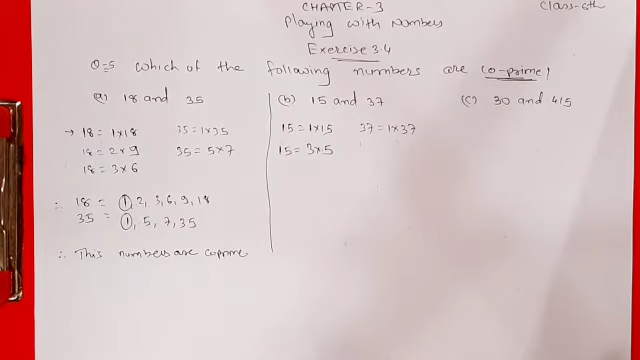 CHAPTER-3
Class-6th
Playing with Numbers
Exercise 3.4
Q=5 which of the following numbers are co-prime!
(a) 18 and 35
(b) 15 and 37
(c) 30 and 415
→ 18 = 1×18 35 = 1×35
18 = 2×9 35 = 5×7
18 = 3×6
∴ 18 = 1, 2, 3, 6, 9, 18
35 = 1, 5, 7, 35
∴ This numbers are coprime
15 = 1×15 37 = 1×37
15 = 3×5